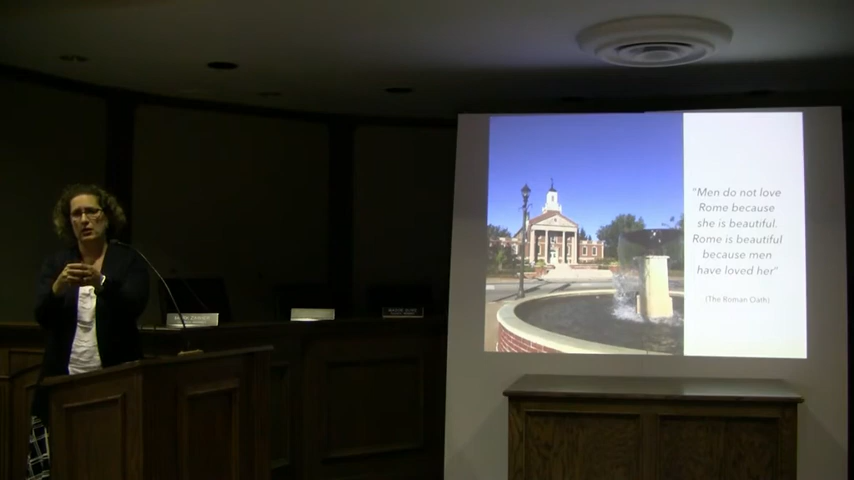 "Men do not love
Rome because
she is beautiful.
Rome is beautiful
because men
have loved her"
(The Roman Oath)